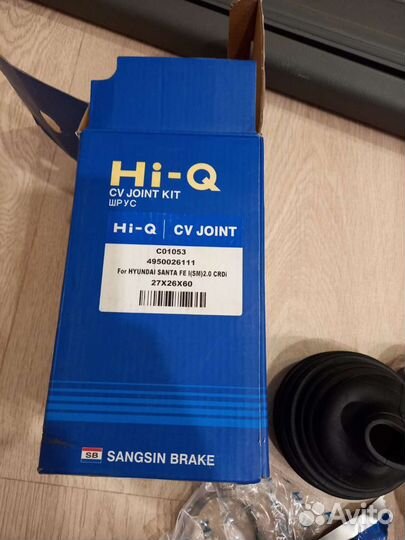 Hi-Q
CV JOINT KIT
ШРУС
Hi-Q | CV JOINT
C01053
4950026111
For HYUNDAI SANTA FE I(SM)2.0 CRDi
27X26X60
SB SANGSIN BRAKE
Avito